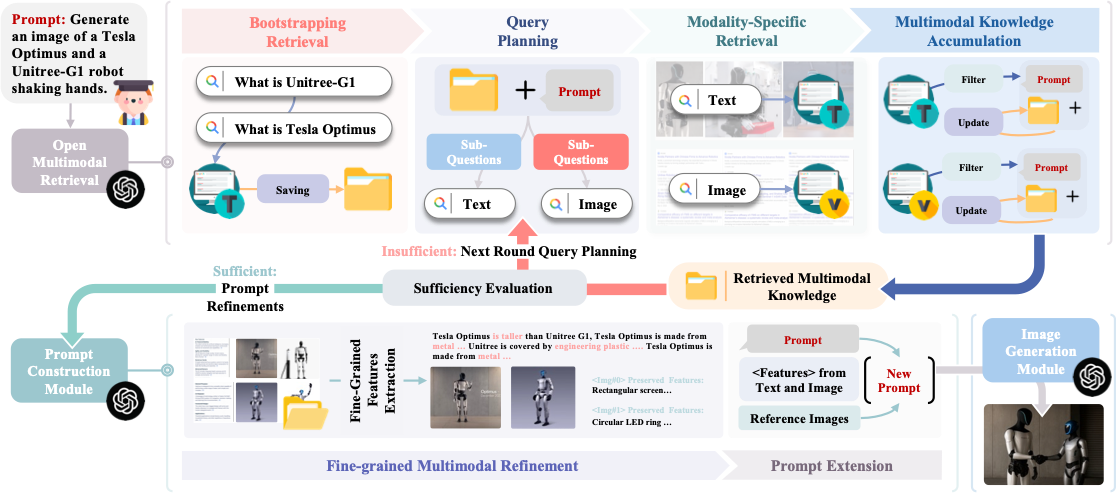 Prompt: Generate
an image of a Tesla
Optimus and a
Unitree-G1 robot
shaking hands.
Open
Multimodal
Retrieval
Bootstrapping
Retrieval
What is Unitree-G1
What is Tesla Optimus
T
Saving
Query
Planning
+
Prompt
Sub-
Questions
Sub-
Questions
Text
Image
Modality-Specific
Retrieval
Text
T
Image
V
Multimodal Knowledge
Accumulation
Filter
Prompt
T
Update
+
Filter
Prompt
V
Update
+
Insufficient: Next Round Query Planning
Sufficient:
Prompt
Refinements
Sufficiency Evaluation
Retrieved Multimodal
Knowledge
Prompt
Construction
Module
Fine-Grained
Features
Extraction
Tesla Optimus is taller than Unitree G1, Tesla Optimus is made from
metal ... Unitree is covered by engineering plastic .... Tesla Optimus is
made from metal ...
<Img#0> Preserved Features:
Rectangular screen…
<Img#1> Preserved Features:
Circular LED ring ...
Prompt
<Features> from
Text and Image
Reference Images
New
Prompt
Image
Generation
Module
Fine-grained Multimodal Refinement
Prompt Extension